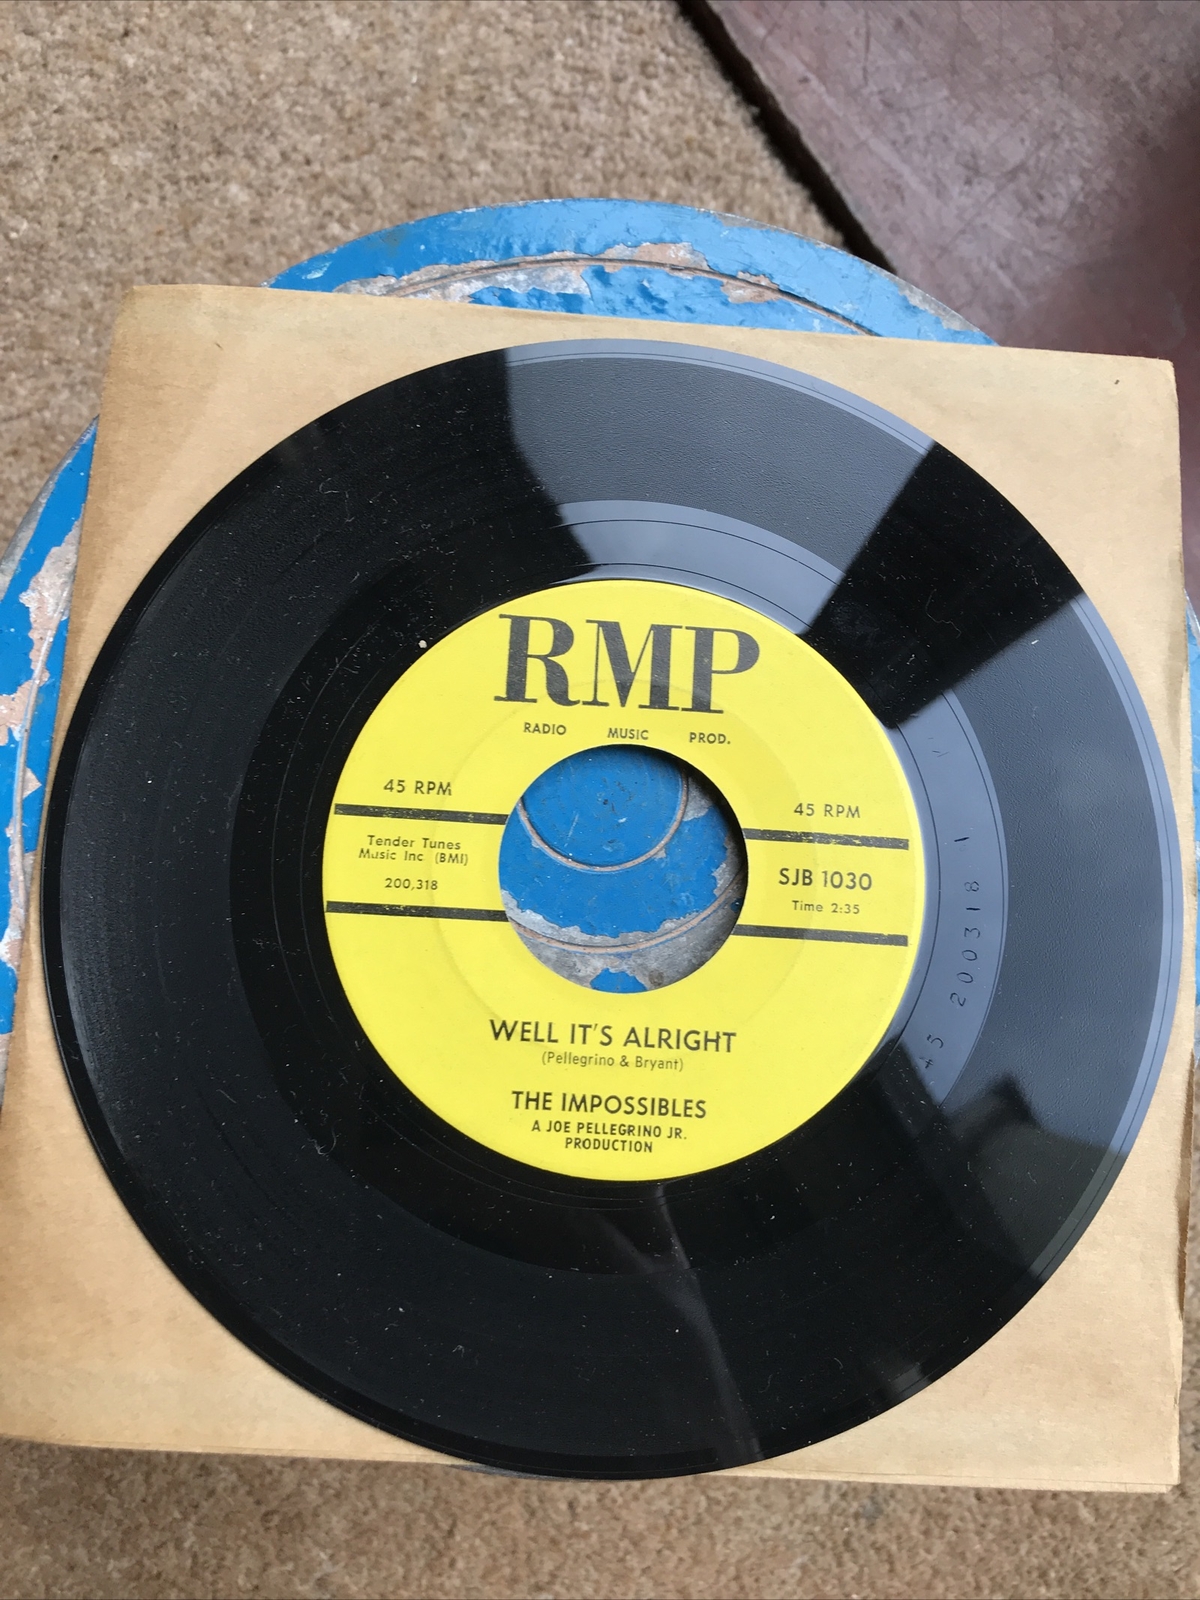 RMP
RADIO MUSIC PROD.
45 RPM
45 RPM
Tender Tunes
Music Inc (BMI)
200,318
SJB 1030
Time 2:35
WELL IT'S ALRIGHT
(Pellegrino & Bryant)
THE IMPOSSIBLES
A JOE PELLEGRINO JR.
PRODUCTION
45 200318 1